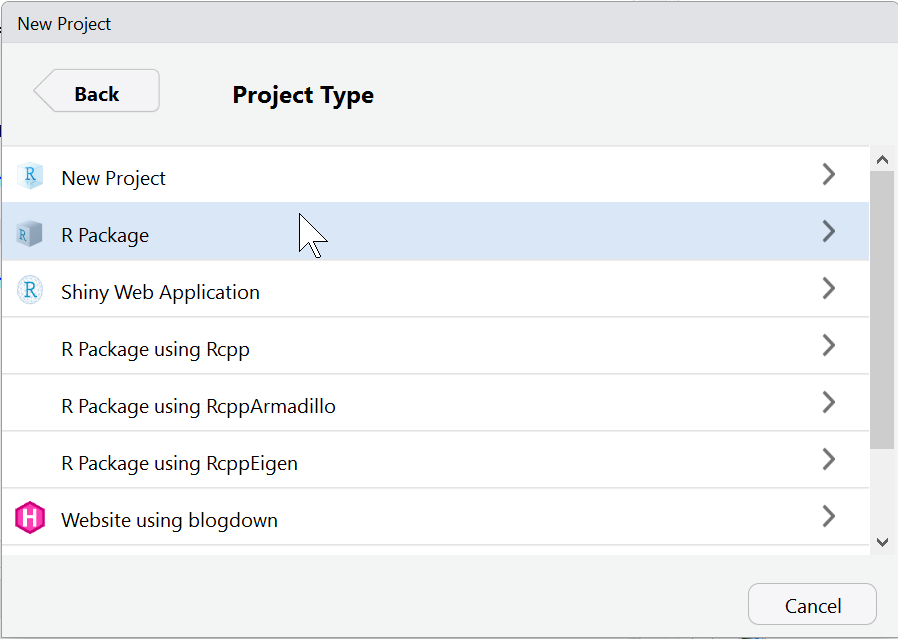 New Project
Back
Project Type
R New Project
R R Package
R Shiny Web Application
R Package using Rcpp
R Package using RcppArmadillo
R Package using RcppEigen
H Website using blogdown
Cancel